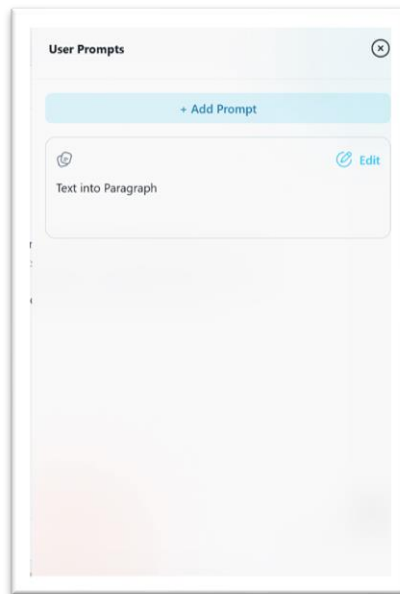 User Prompts
+ Add Prompt
Edit
Text into Paragraph